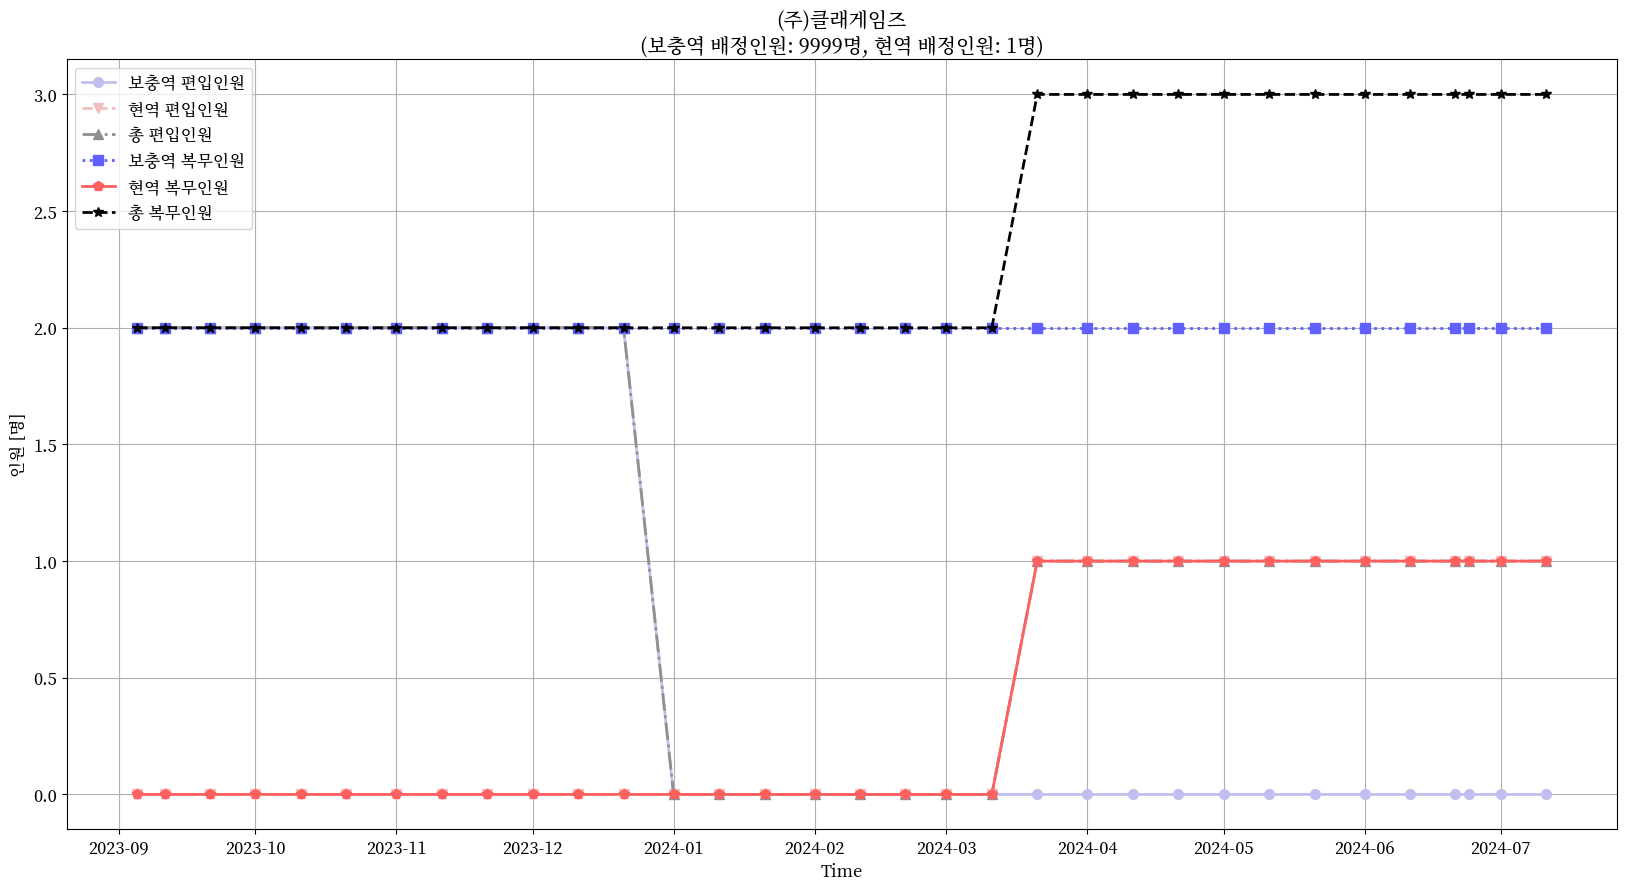 (주)클래게임즈
(보충역 배정인원: 9999명, 현역 배정인원: 1명)
보충역 편입인원
현역 편입인원
총 편입인원
보충역 복무인원
현역 복무인원
총 복무인원
인원 [명]
3.0
2.5
2.0
1.5
1.0
0.5
0.0
2023-09
2023-10
2023-11
2023-12
2024-01
2024-02
2024-03
2024-04
2024-05
2024-06
2024-07
Time